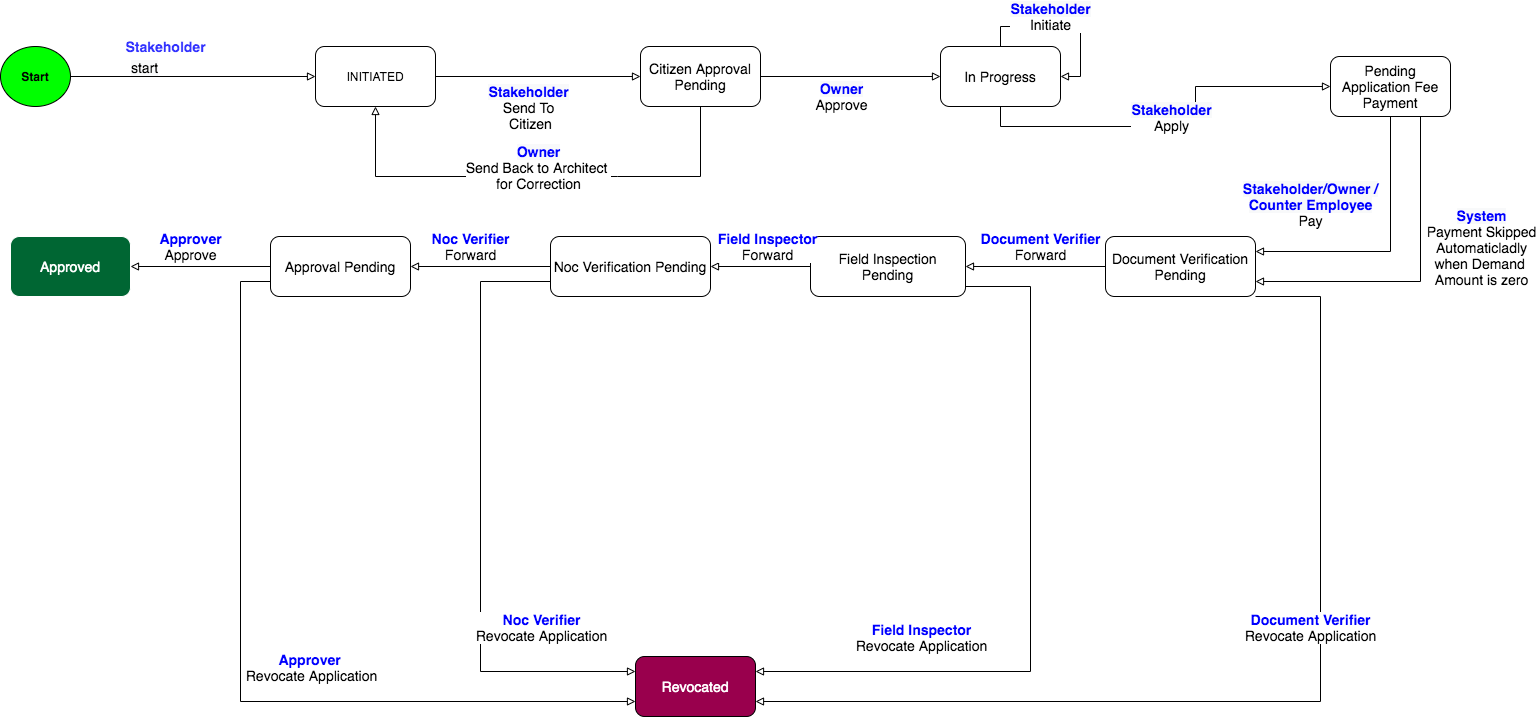 Stakeholder
Initiate
Stakeholder
start
Start
INITIATED
Citizen Approval
Pending
In Progress
Pending
Application Fee
Payment
Stakeholder
Send To
Citizen
Owner
Approve
Stakeholder
Apply
Owner
Send Back to Architect
for Correction
Stakeholder/Owner /
Counter Employee
Pay
System
Payment Skipped
Automaticladly
when Demand
Amount is zero
Approved
Approver
Approve
Approval Pending
Noc Verifier
Forward
Noc Verification Pending
Field Inspector
Forward
Field Inspection
Pending
Document Verifier
Forward
Document Verification
Pending
Noc Verifier
Revocate Application
Field Inspector
Revocate Application
Document Verifier
Revocate Application
Approver
Revocate Application
Revocated